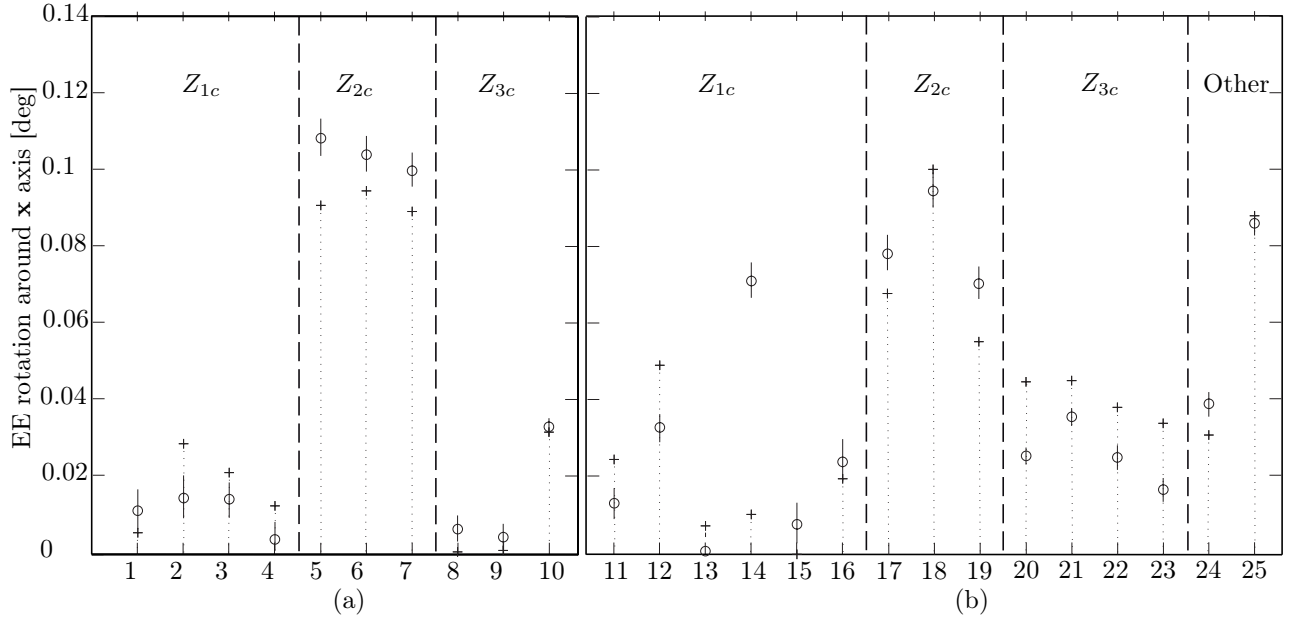 EE rotation around x axis [deg]
0.14
0.12
0.1
0.08
0.06
0.04
0.02
0
Z1c Z2c Z3c
Z1c Z2c Z3c Other
1 2 3 4 5 6 7 8 9 10
11 12 13 14 15 16 17 18 19 20 21 22 23 24 25
(a)
(b)